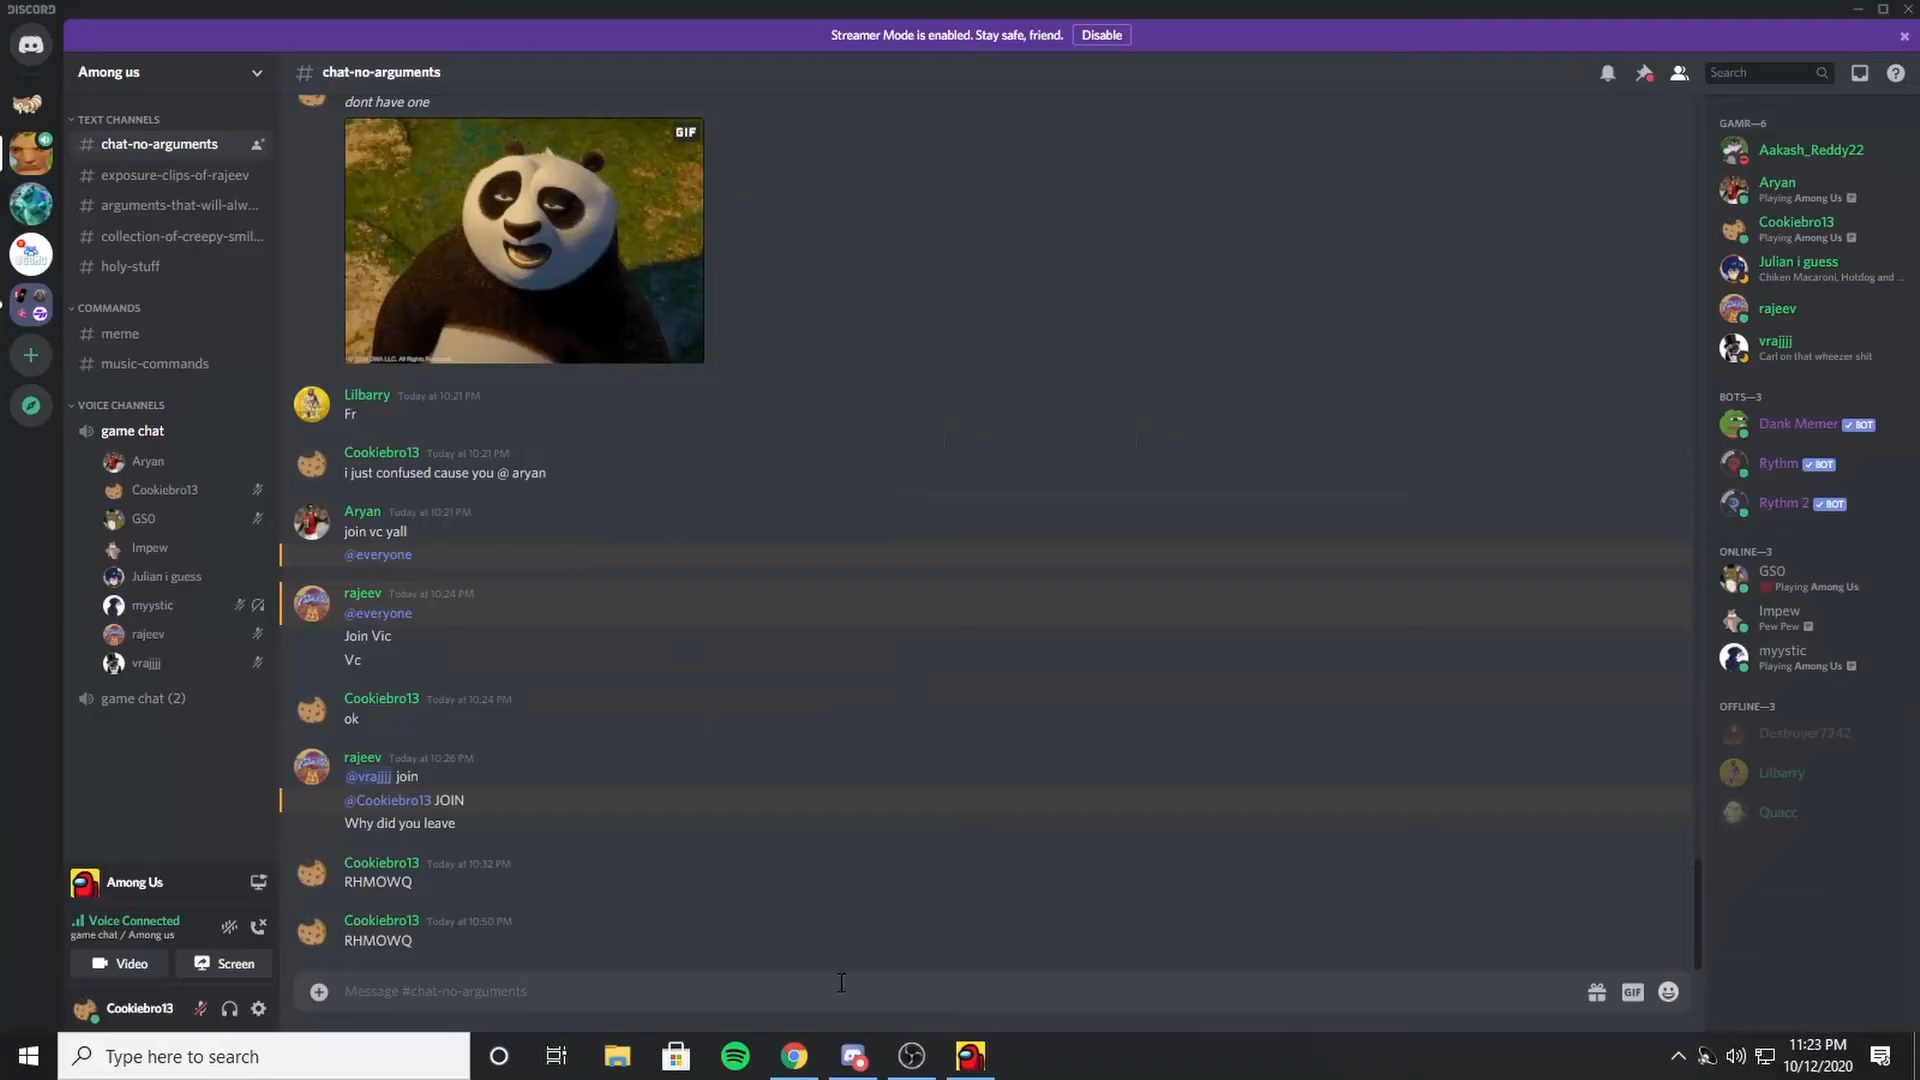 DISCORD
Streamer Mode is enabled. Stay safe, friend. Disable
Among us
# chat-no-arguments
Search
TEXT CHANNELS
# chat-no-arguments
# exposure-clips-of-rajeev
# arguments-that-will-alw...
# collection-of-creepy-smil...
# holy-stuff
COMMANDS
# meme
# music-commands
VOICE CHANNELS
game chat
Aryan
Cookiebro13
GS0
Impew
Julian i guess
myystic
rajeev
vrajjjj
game chat (2)
Among Us
Voice Connected
game chat / Among us
Video
Screen
Cookiebro13
dont have one
GIF
Lilbarry Today at 10:21 PM
Fr
Cookiebro13 Today at 10:21 PM
i just confused cause you @ aryan
Aryan Today at 10:21 PM
join vc yall
@everyone
rajeev Today at 10:24 PM
@everyone
Join Vic
Vc
Cookiebro13 Today at 10:24 PM
ok
rajeev Today at 10:26 PM
@vrajjjj join
@Cookiebro13 JOIN
Why did you leave
Cookiebro13 Today at 10:32 PM
RHMOWQ
Cookiebro13 Today at 10:50 PM
RHMOWQ
Message #chat-no-arguments
GIF
GAMR—6
Aakash_Reddy22
Aryan
Playing Among Us
Cookiebro13
Playing Among Us
Julian i guess
Chiken Macaroni, Hotdog and ...
rajeev
vrajjjj
Carl on that wheezer shit
BOTS—3
Dank Memer BOT
Rythm BOT
Rythm 2 BOT
ONLINE—3
GS0
Playing Among Us
Impew
Pew Pew
myystic
Playing Among Us
OFFLINE—3
Destroyer7242
Lilbarry
Quacc
Type here to search
11:23 PM
10/12/2020